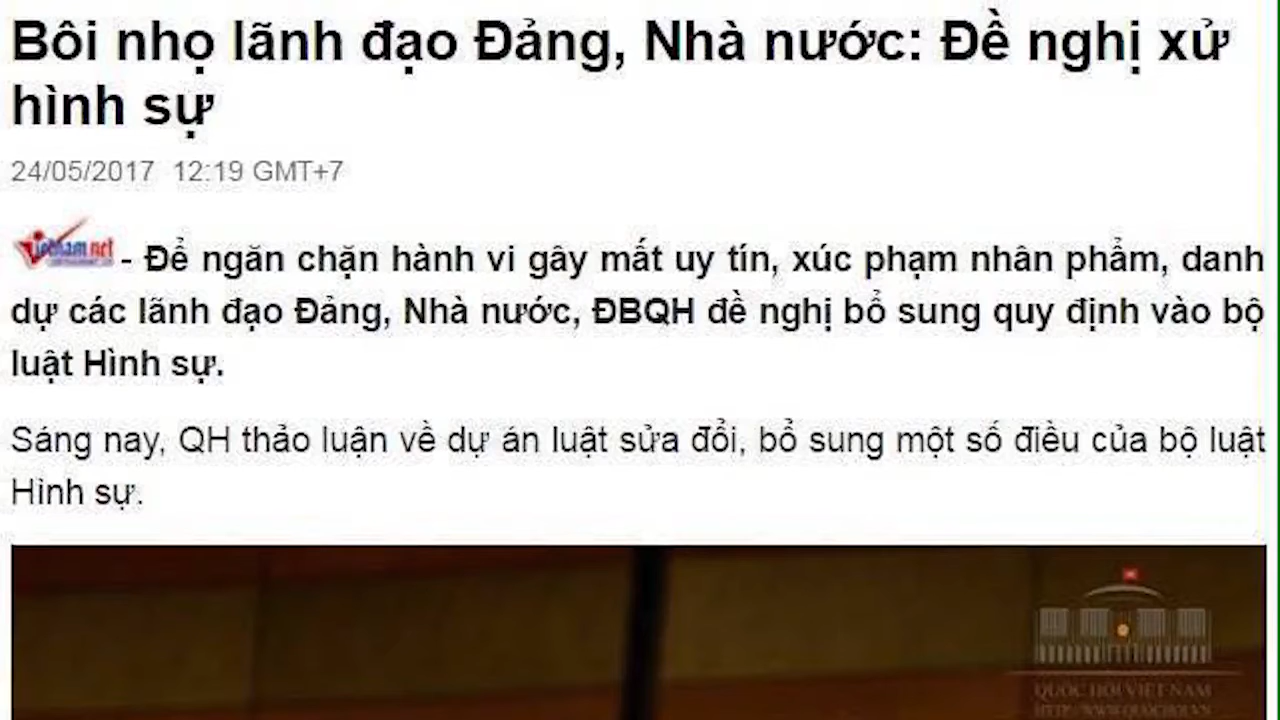 Bôi nhọ lãnh đạo Đảng, Nhà nước: Đề nghị xử
hình sự
24/05/2017 12:19 GMT+7
Vietnam net - Để ngăn chặn hành vi gây mất uy tín, xúc phạm nhân phẩm, danh
dự các lãnh đạo Đảng, Nhà nước, ĐBQH đề nghị bổ sung quy định vào bộ
luật Hình sự.
Sáng nay, QH thảo luận về dự án luật sửa đổi, bổ sung một số điều của bộ luật
Hình sự.
QUỐC HỘI VIỆT NAM